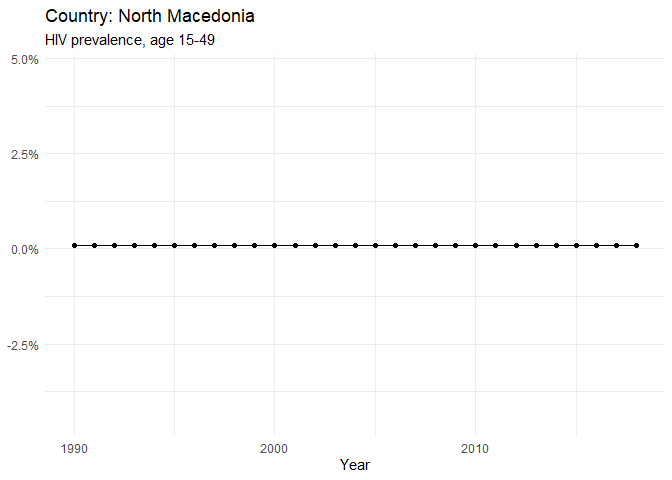 Country: North Macedonia
HIV prevalence, age 15-49
5.0%
2.5%
0.0%
-2.5%
1990 2000 2010
Year